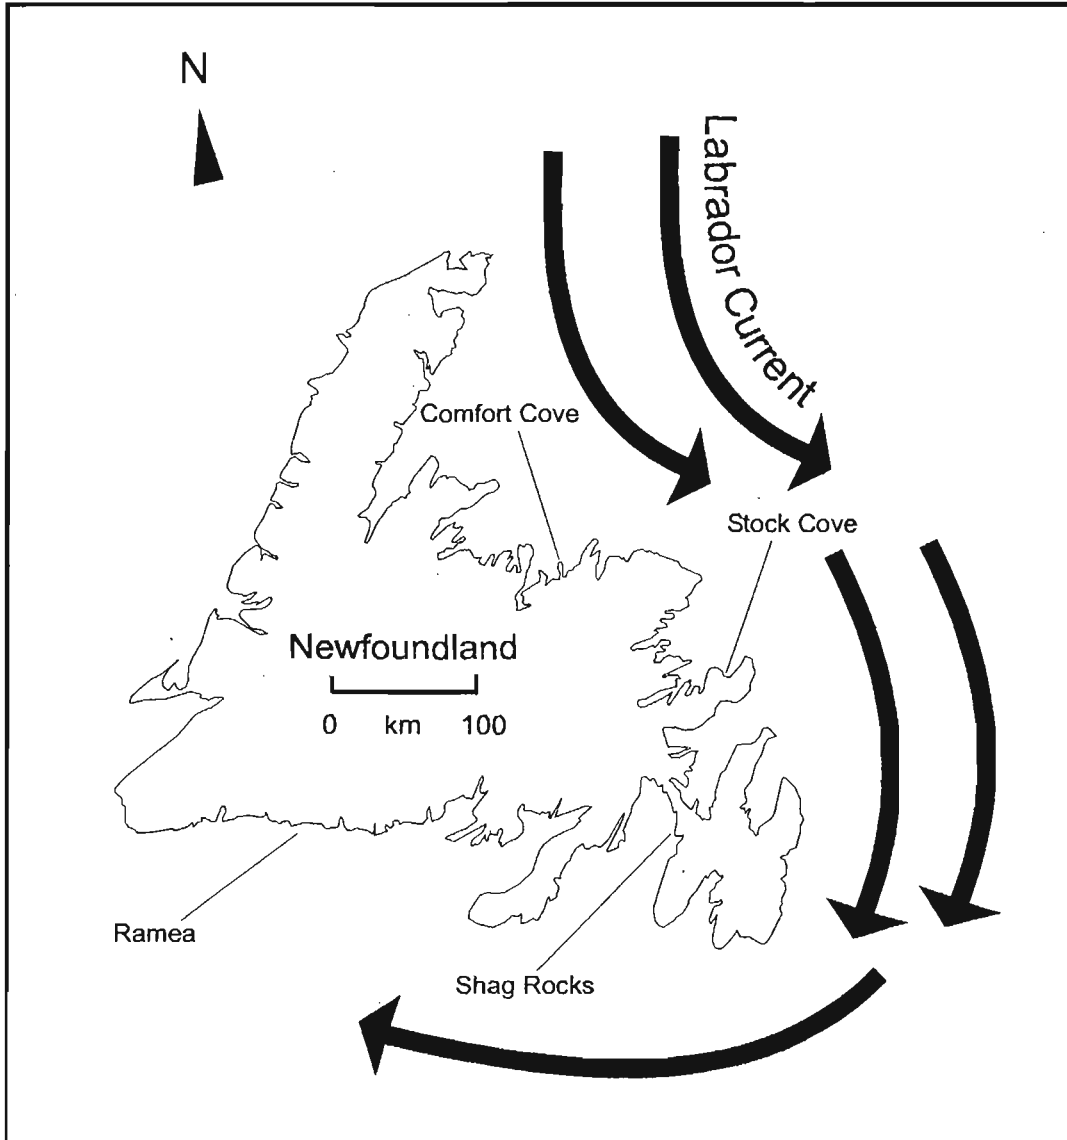 N
Labrador Current
Comfort Cove
Stock Cove
Newfoundland
0 km 100
Ramea
Shag Rocks